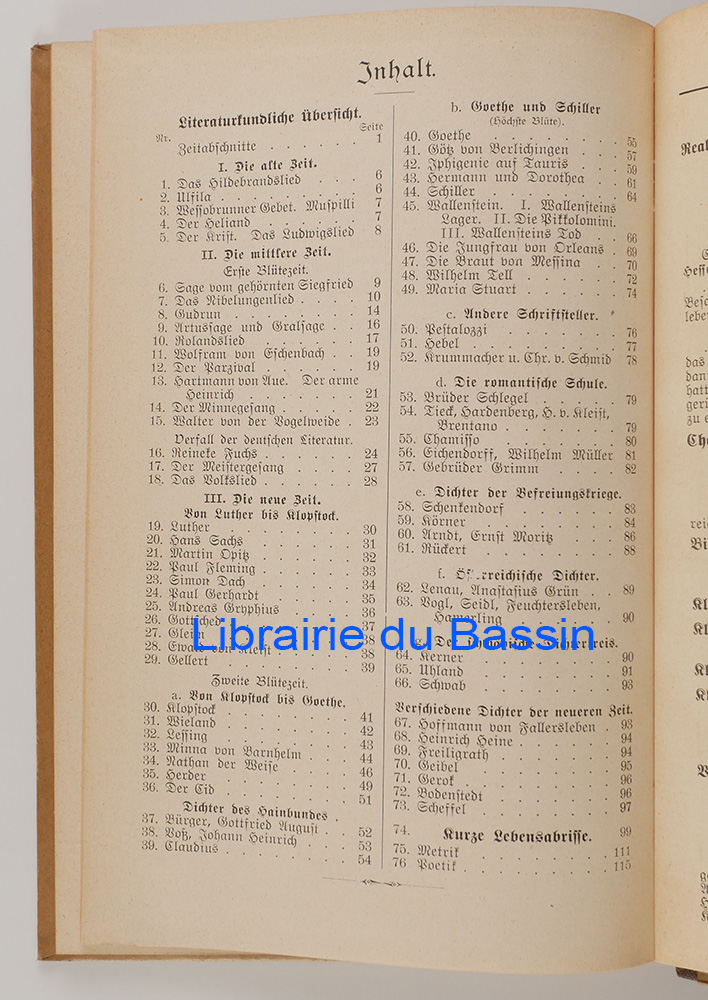 Inhalt.
Literaturkundliche Übersicht.
Nr. Seite
Zeitabschnitte . . . . . . 1
I. Die alte Zeit.
1. Das Hildebrandslied . . . 6
2. Ulfila . . . . . . . . 6
3. Wessobrunner Gebet. Muspilli 7
4. Der Heliand . . . . . 7
5. Der Krist. Das Ludwigslied 8
II. Die mittlere Zeit.
Erste Blütezeit.
6. Sage vom gehörnten Siegfried 9
7. Das Nibelungenlied . . . . 10
8. Gudrun . . . . . . . 14
9. Artussage und Gralsage . . 16
10. Rolandslied . . . . . 17
11. Wolfram von Eschenbach . . 19
12. Der Parzival . . . . . 19
13. Hartmann von Aue. Der arme
Heinrich . . . . . . 21
14. Der Minnegesang . . . . . 22
15. Walter von der Vogelweide . 23
Verfall der deutschen Literatur.
16. Reineke Fuchs . . . . . 24
17. Der Meistergesang . . . . 27
18. Das Volkslied . . . . . 28
III. Die neue Zeit.
Von Luther bis Klopstock.
19. Luther . . . . . . . 30
20. Hans Sachs . . . . . . 31
21. Martin Opitz . . . . . 32
22. Paul Fleming . . . . . 33
23. Simon Dach . . . . . . 34
24. Paul Gerhardt . . . . . 35
25. Andreas Gryphius . . . . 36
26. Gottsched . . . . . . 37
27. Gleim . . . . . . . 38
28. Ewald von Kleist . . . . 38
29. Gellert . . . . . . . 39
Zweite Blütezeit.
a. Von Klopstock bis Goethe.
30. Klopstock . . . . . . 41
31. Wieland . . . . . . . 42
32. Lessing . . . . . . . 43
33. Minna von Barnhelm . . . 44
34. Nathan der Weise . . . . 46
35. Herder . . . . . . . 49
36. Der Cid . . . . . . . 51
Dichter des Hainbundes.
37. Bürger, Gottfried August . . 52
38. Voß, Johann Heinrich . . . 53
39. Claudius . . . . . . . 54
b. Goethe und Schiller
(Höchste Blüte).
40. Goethe . . . . . . . 55
41. Götz von Berlichingen . . . 57
42. Iphigenie auf Tauris . . . 59
43. Hermann und Dorothea . . 61
44. Schiller . . . . . . . 64
45. Wallenstein. I. Wallensteins
Lager. II. Die Pikkolomini.
III. Wallensteins Tod . . 66
46. Die Jungfrau von Orleans . 69
47. Die Braut von Messina . . 70
48. Wilhelm Tell . . . . . 72
49. Maria Stuart . . . . . 74
c. Andere Schriftsteller.
50. Pestalozzi . . . . . . 76
51. Hebel . . . . . . . 77
52. Krummacher u. Chr. v. Schmid 78
d. Die romantische Schule.
53. Brüder Schlegel . . . . . 79
54. Tieck, Hardenberg, H. v. Kleist,
Brentano . . . . . . 79
55. Chamisso . . . . . . 80
56. Eichendorff, Wilhelm Müller 81
57. Gebrüder Grimm . . . . 82
e. Dichter der Befreiungskriege.
58. Schenkendorf . . . . . 83
59. Körner . . . . . . . 84
60. Arndt, Ernst Moritz . . . 86
61. Rückert . . . . . . . 88
f. Österreichische Dichter.
62. Lenau, Anastasius Grün . . 89
63. Vogl, Seidl, Feuchtersleben,
Hamerling . . . . . . 90
g. Der schwäbische Dichterkreis.
64. Kerner . . . . . . . 90
65. Uhland . . . . . . . 91
66. Schwab . . . . . . . 93
Verschiedene Dichter der neueren Zeit.
67. Hoffmann von Fallersleben . 93
68. Heinrich Heine . . . . . 94
69. Freiligrath . . . . . . 94
70. Geibel . . . . . . . 95
71. Gerok . . . . . . . 96
72. Bodenstedt . . . . . . 96
73. Scheffel . . . . . . . 97
74. Kurze Lebensabrisse. 99
75. Metrik . . . . . . . 111
76 Poetik . . . . . . . 115
Librairie du Bassin